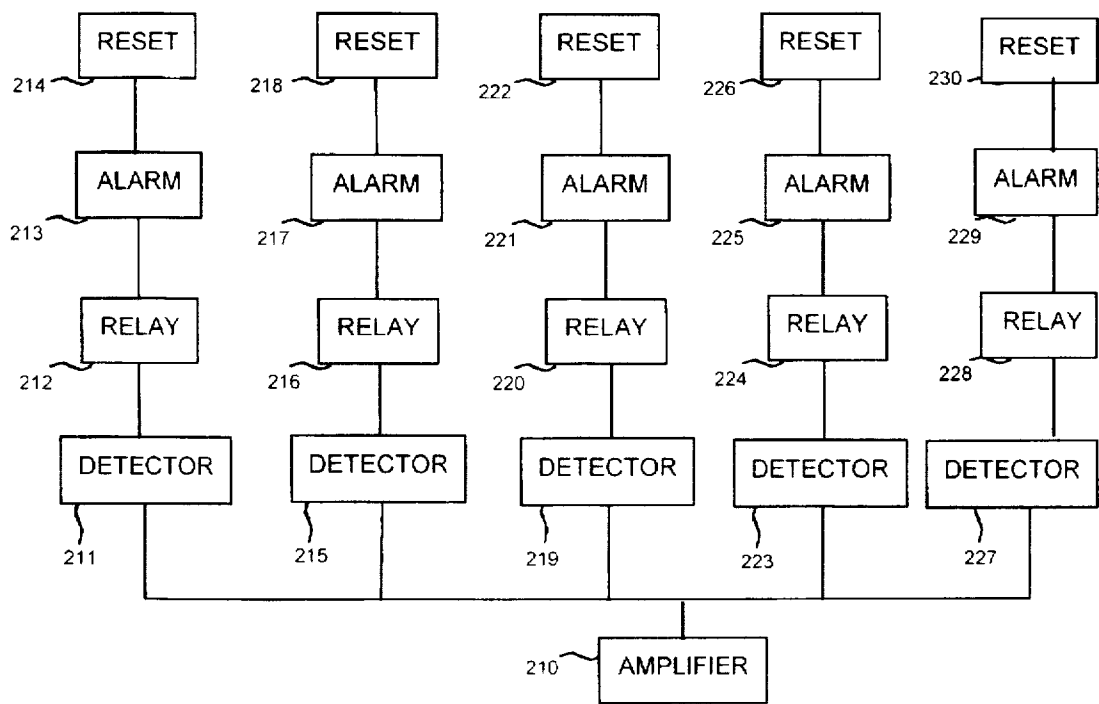 RESET RESET RESET RESET RESET
214 218 222 226 230
ALARM ALARM ALARM ALARM ALARM
213 217 221 225 229
RELAY RELAY RELAY RELAY RELAY
212 216 220 224 228
DETECTOR DETECTOR DETECTOR DETECTOR DETECTOR
211 215 219 223 227
210 AMPLIFIER